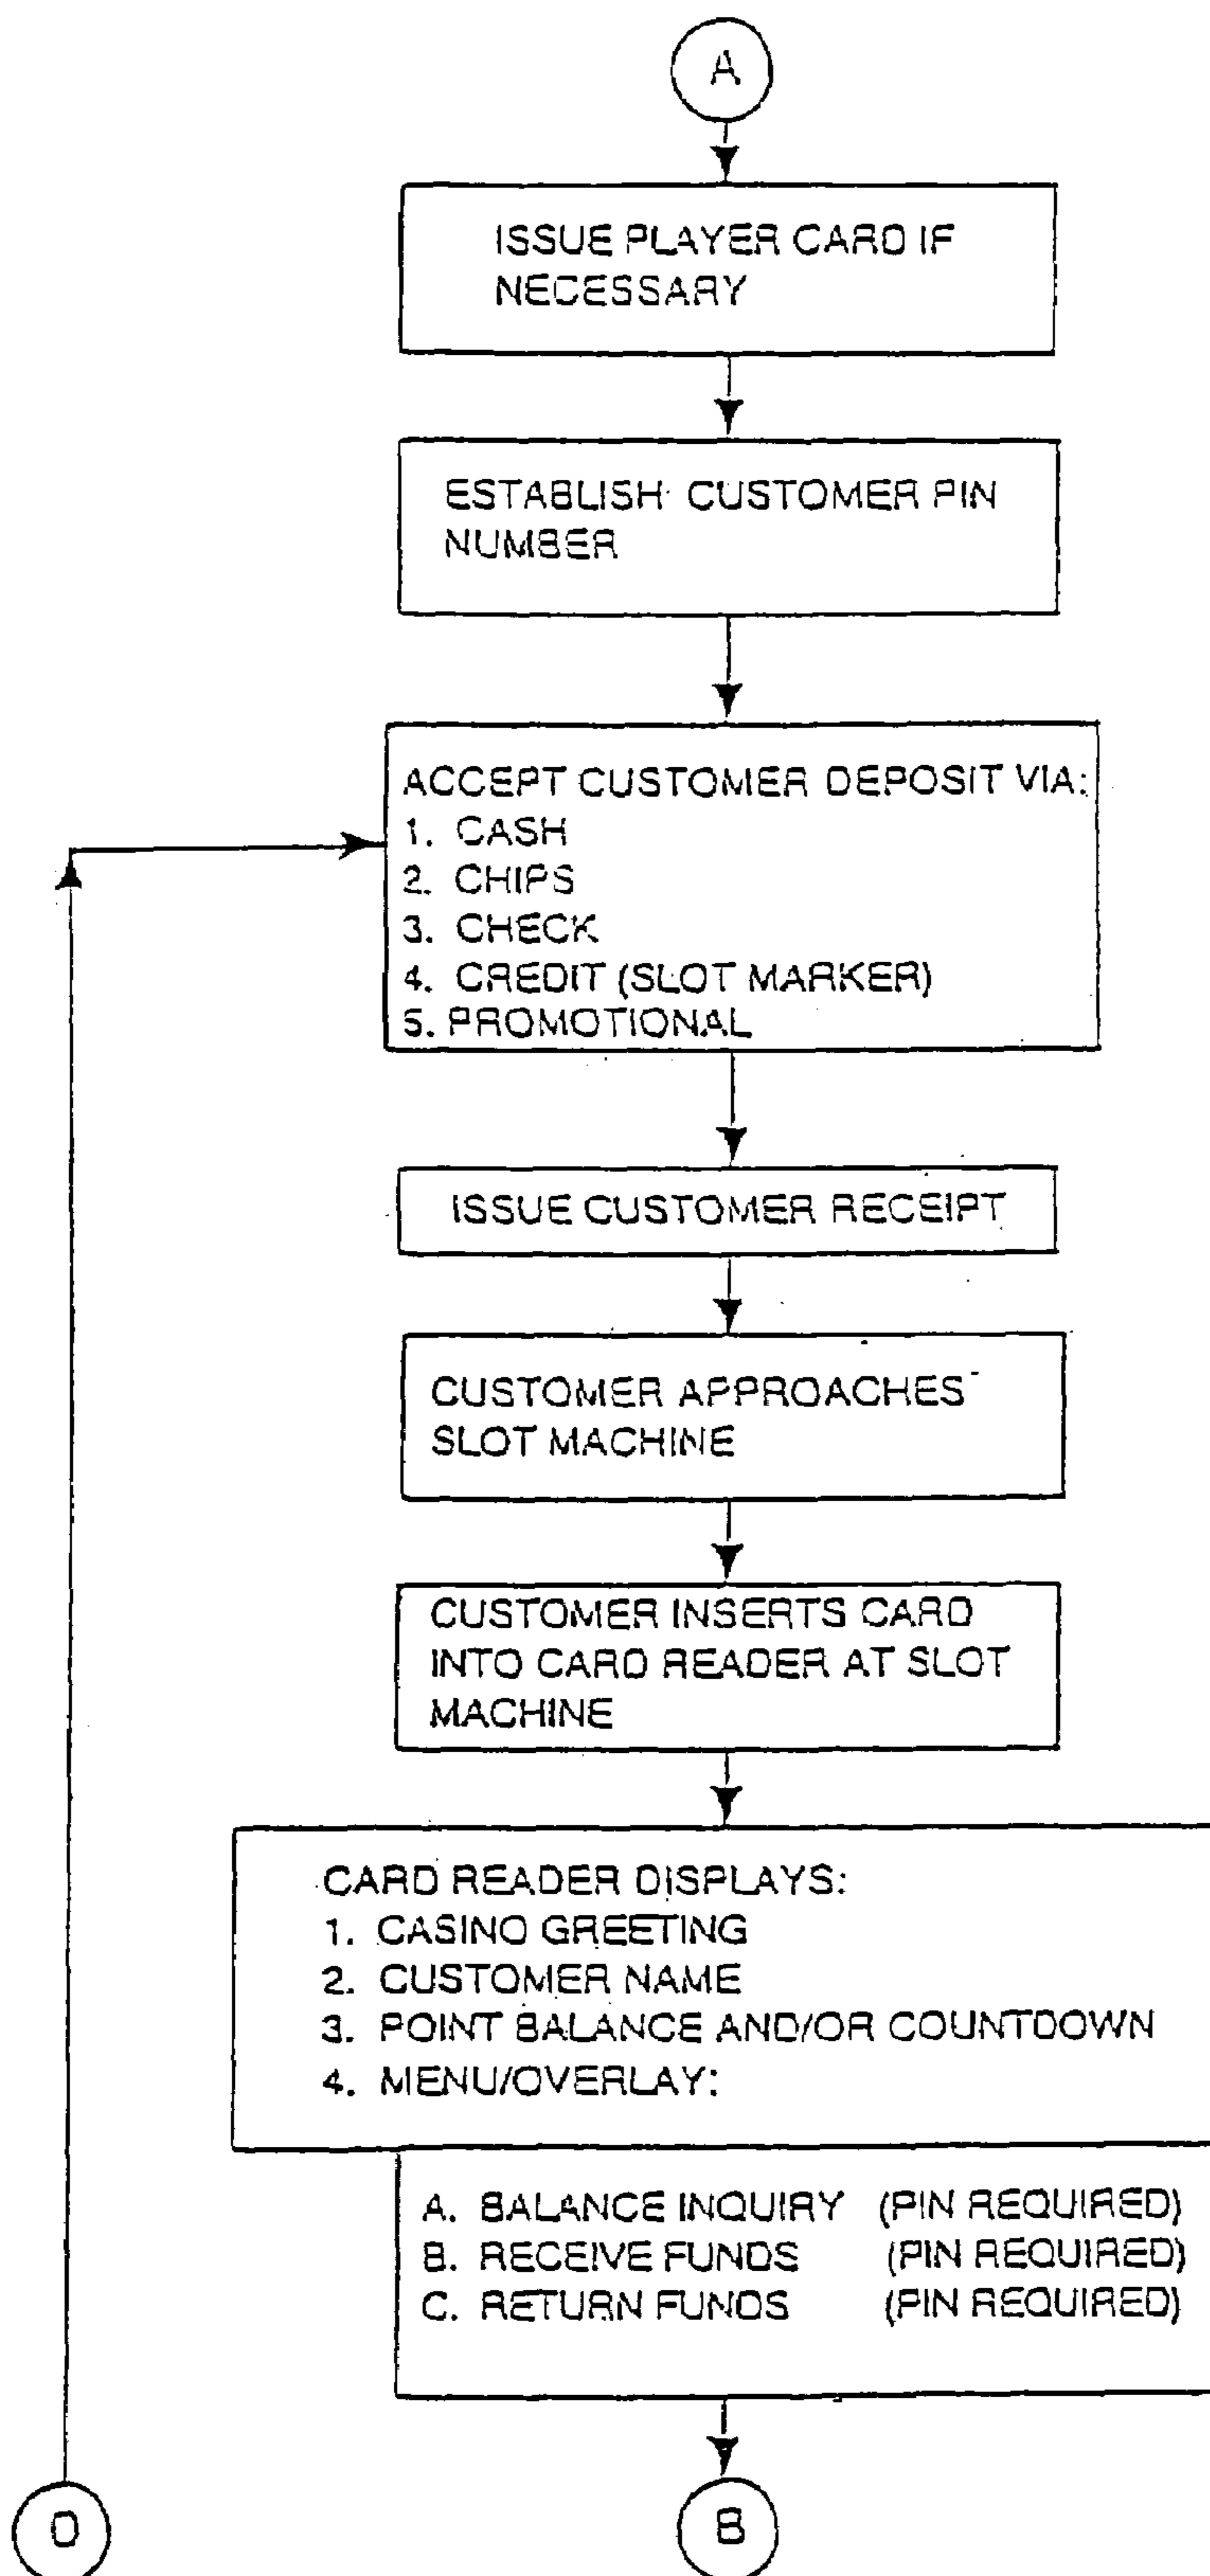 A
ISSUE PLAYER CARD IF
NECESSARY
ESTABLISH CUSTOMER PIN
NUMBER
ACCEPT CUSTOMER DEPOSIT VIA:
1. CASH
2. CHIPS
3. CHECK
4. CREDIT (SLOT MARKER)
5. PROMOTIONAL
ISSUE CUSTOMER RECEIPT
CUSTOMER APPROACHES
SLOT MACHINE
CUSTOMER INSERTS CARD
INTO CARD READER AT SLOT
MACHINE
CARD READER DISPLAYS:
1. CASINO GREETING
2. CUSTOMER NAME
3. POINT BALANCE AND/OR COUNTDOWN
4. MENU/OVERLAY:
A. BALANCE INQUIRY (PIN REQUIRED)
B. RECEIVE FUNDS (PIN REQUIRED)
C. RETURN FUNDS (PIN REQUIRED)
D
B